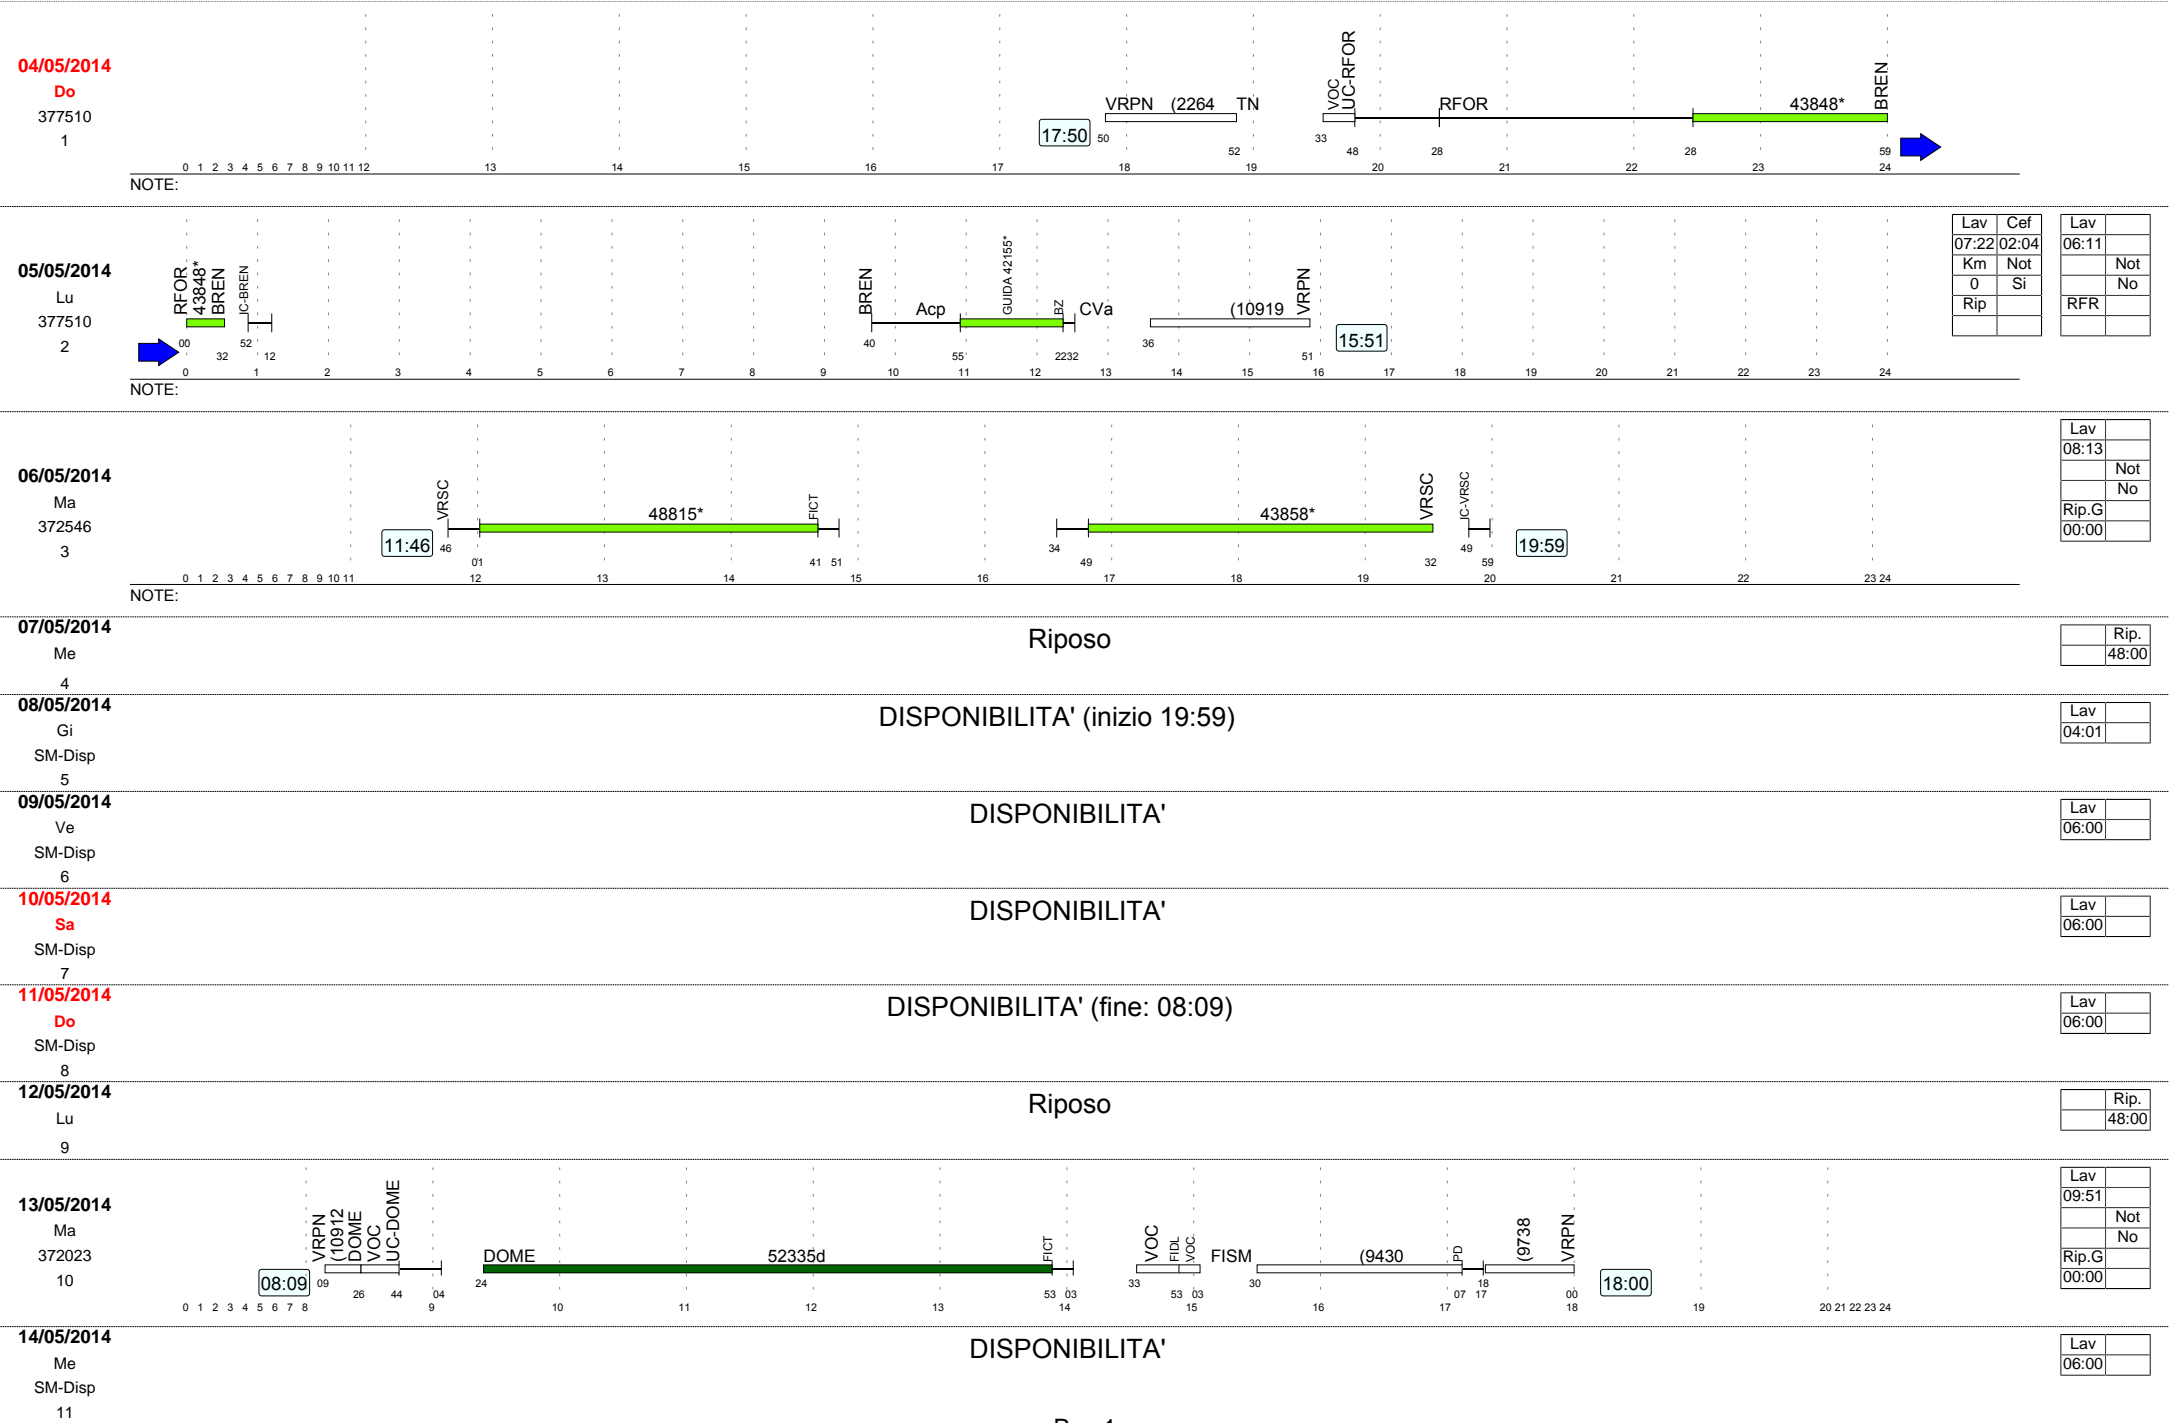 04/05/2014
Do
377510
1
17:50
VRPN (2264 TN
VOC
UC-RFOR
RFOR
43848*
BREN
50 52 33 48 28 28 59
0 1 2 3 4 5 6 7 8 9 10 11 12 13 14 15 16 17 18 19 20 21 22 23 24
NOTE:
05/05/2014
Lu
377510
2
RFOR
43848*
BREN
IC-BREN
BREN
Acp
GUIDA 42155*
BZ
CVa
(10919
VRPN
15:51
00 32 52 12 40 55 2232 36 51
0 1 2 3 4 5 6 7 8 9 10 11 12 13 14 15 16 17 18 19 20 21 22 23 24
NOTE:
Lav Cef
07:22 02:04
Km Not
0 Si
Rip
Lav
06:11
Not
No
RFR
06/05/2014
Ma
372546
3
11:46
VRSC
48815*
FICT
43858*
VRSC
IC-VRSC
19:59
46 01 41 51 34 49 32 49 59
0 1 2 3 4 5 6 7 8 9 10 11 12 13 14 15 16 17 18 19 20 21 22 23 24
NOTE:
Lav
08:13
Not
No
Rip.G
00:00
07/05/2014
Me
4
Riposo
Rip.
48:00
08/05/2014
Gi
SM-Disp
5
DISPONIBILITA' (inizio 19:59)
Lav
04:01
09/05/2014
Ve
SM-Disp
6
DISPONIBILITA'
Lav
06:00
10/05/2014
Sa
SM-Disp
7
DISPONIBILITA'
Lav
06:00
11/05/2014
Do
SM-Disp
8
DISPONIBILITA' (fine: 08:09)
Lav
06:00
12/05/2014
Lu
9
Riposo
Rip.
48:00
13/05/2014
Ma
372023
10
08:09
VRPN
(10912
DOME
VOC
UC-DOME
DOME
52335d
FICT
VOC
FIDL
VOC
FISM
(9430
PD
(9738
VRPN
18:00
09 26 44 04 24 53 03 33 53 03 30 07 17 18 00
0 1 2 3 4 5 6 7 8 9 10 11 12 13 14 15 16 17 18 19 20 21 22 23 24
Lav
09:51
Not
No
Rip.G
00:00
14/05/2014
Me
SM-Disp
11
DISPONIBILITA'
Lav
06:00